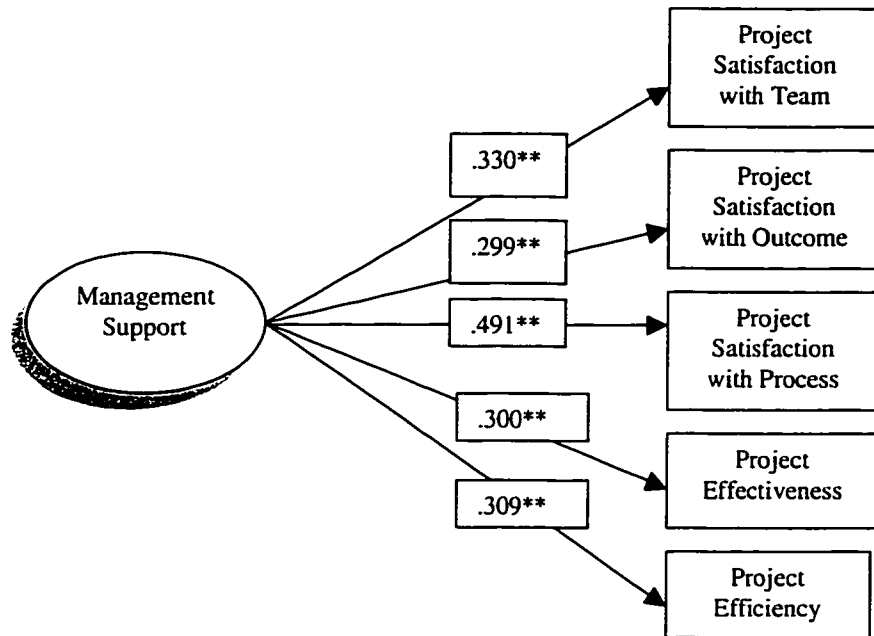 Project
Satisfaction
with Team
.330**
Project
Satisfaction
with Outcome
.299**
Management
Support
.491**
Project
Satisfaction
with Process
.300**
Project
Effectiveness
.309**
Project
Efficiency